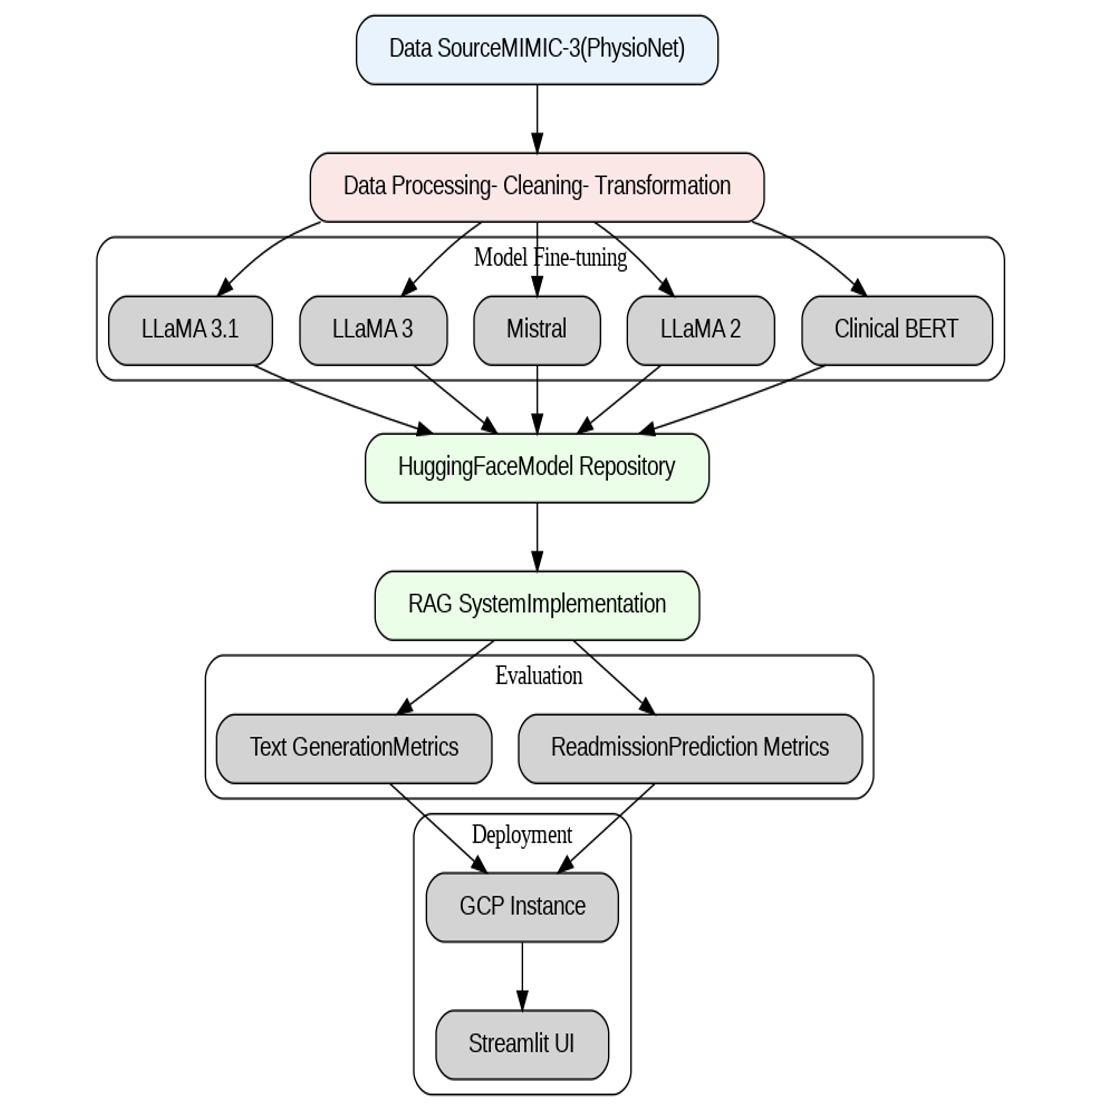 Data SourceMIMIC-3(PhysioNet)
Data Processing- Cleaning- Transformation
Model Fine-tuning
LLaMA 3.1
LLaMA 3
Mistral
LLaMA 2
Clinical BERT
HuggingFaceModel Repository
RAG SystemImplementation
Evaluation
Text GenerationMetrics
ReadmissionPrediction Metrics
Deployment
GCP Instance
Streamlit UI